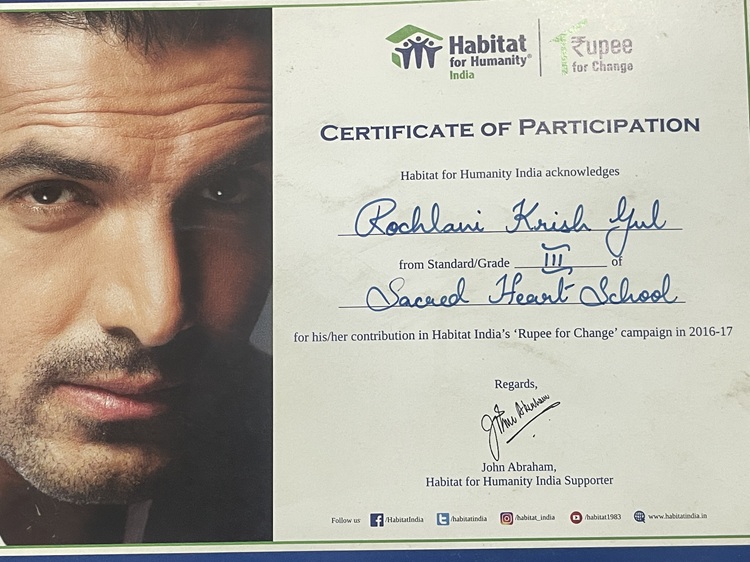 Habitat
for Humanity®
India
₹upee
for Change
CERTIFICATE OF PARTICIPATION
Habitat for Humanity India acknowledges
Rochlani Krish Gul
from Standard/Grade III of
Sacred Heart School
for his/her contribution in Habitat India's 'Rupee for Change' campaign in 2016-17
Regards,
John Abraham
John Abraham,
Habitat for Humanity India Supporter
Follow us /HabitatIndia /habitatindia /habitat_india /habitat1983 www.habitatindia.in